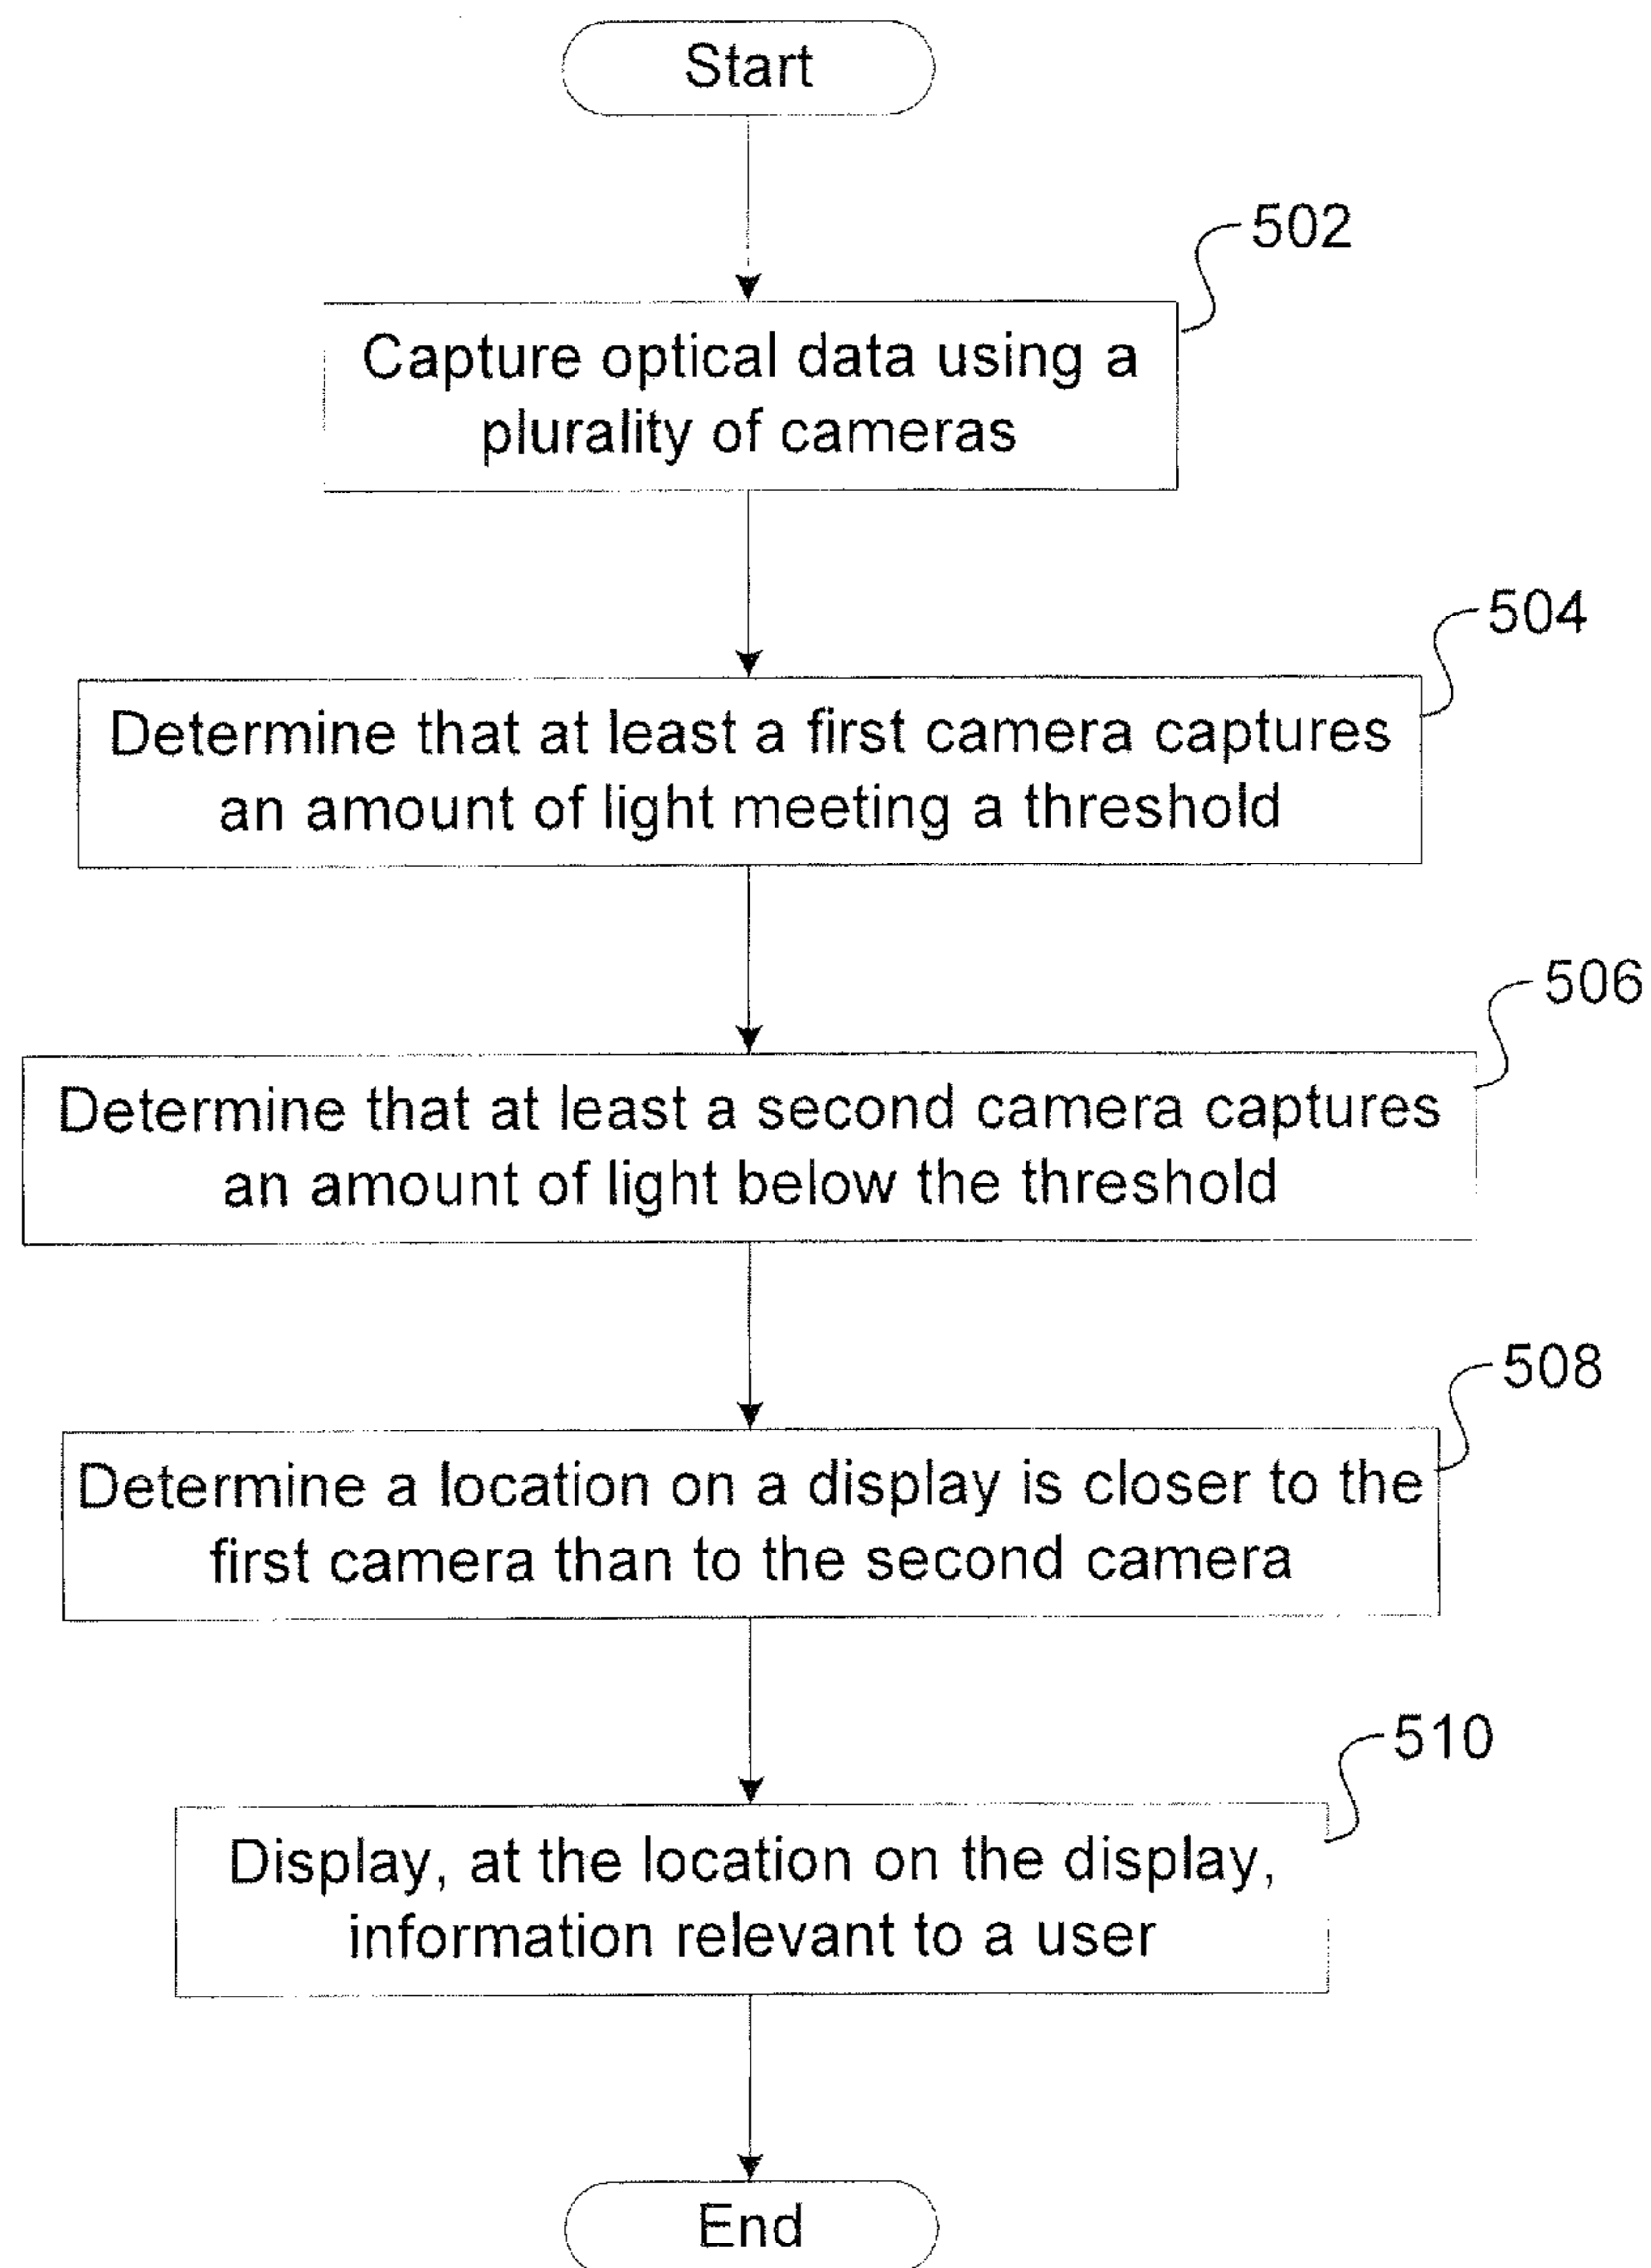 Start
502
Capture optical data using a
plurality of cameras
504
Determine that at least a first camera captures
an amount of light meeting a threshold
506
Determine that at least a second camera captures
an amount of light below the threshold
508
Determine a location on a display is closer to the
first camera than to the second camera
510
Display, at the location on the display,
information relevant to a user
End